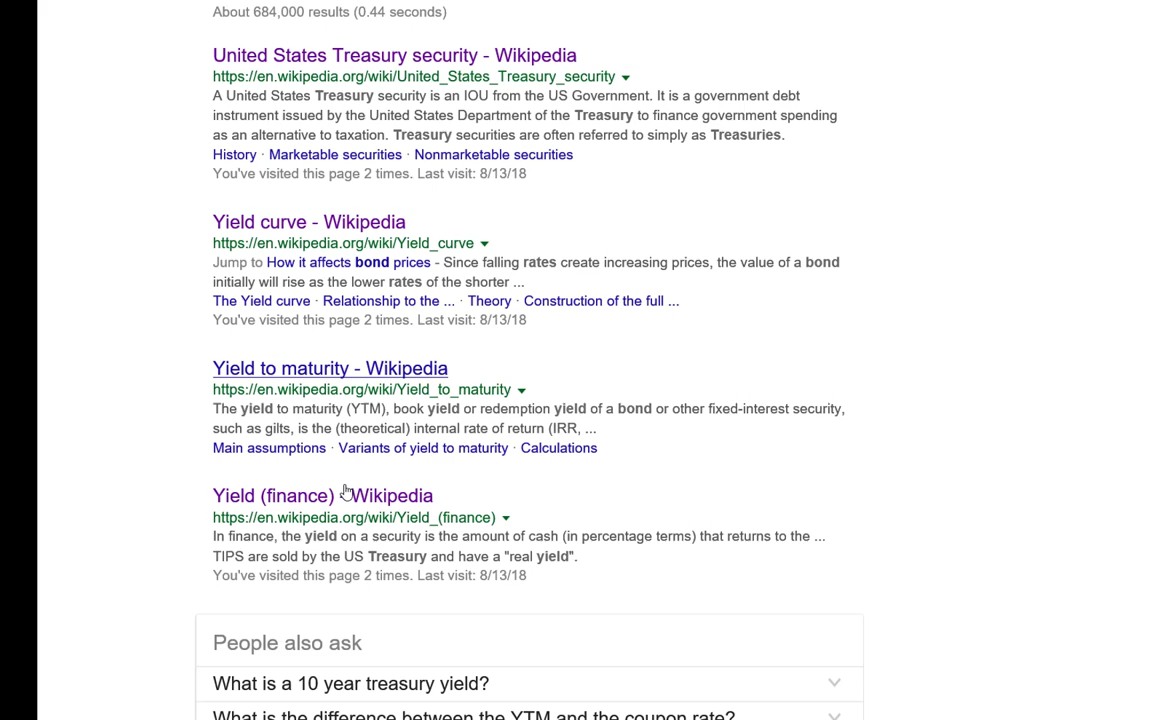 About 684,000 results (0.44 seconds)
United States Treasury security - Wikipedia
https://en.wikipedia.org/wiki/United_States_Treasury_security
A United States Treasury security is an IOU from the US Government. It is a government debt
instrument issued by the United States Department of the Treasury to finance government spending
as an alternative to taxation. Treasury securities are often referred to simply as Treasuries.
History · Marketable securities · Nonmarketable securities
You've visited this page 2 times. Last visit: 8/13/18
Yield curve - Wikipedia
https://en.wikipedia.org/wiki/Yield_curve
Jump to How it affects bond prices - Since falling rates create increasing prices, the value of a bond
initially will rise as the lower rates of the shorter ...
The Yield curve · Relationship to the ... · Theory · Construction of the full ...
You've visited this page 2 times. Last visit: 8/13/18
Yield to maturity - Wikipedia
https://en.wikipedia.org/wiki/Yield_to_maturity
The yield to maturity (YTM), book yield or redemption yield of a bond or other fixed-interest security,
such as gilts, is the (theoretical) internal rate of return (IRR, ...
Main assumptions · Variants of yield to maturity · Calculations
Yield (finance) - Wikipedia
https://en.wikipedia.org/wiki/Yield_(finance)
In finance, the yield on a security is the amount of cash (in percentage terms) that returns to the ...
TIPS are sold by the US Treasury and have a "real yield".
You've visited this page 2 times. Last visit: 8/13/18
People also ask
What is a 10 year treasury yield?
What is the difference between the YTM and the coupon rate?